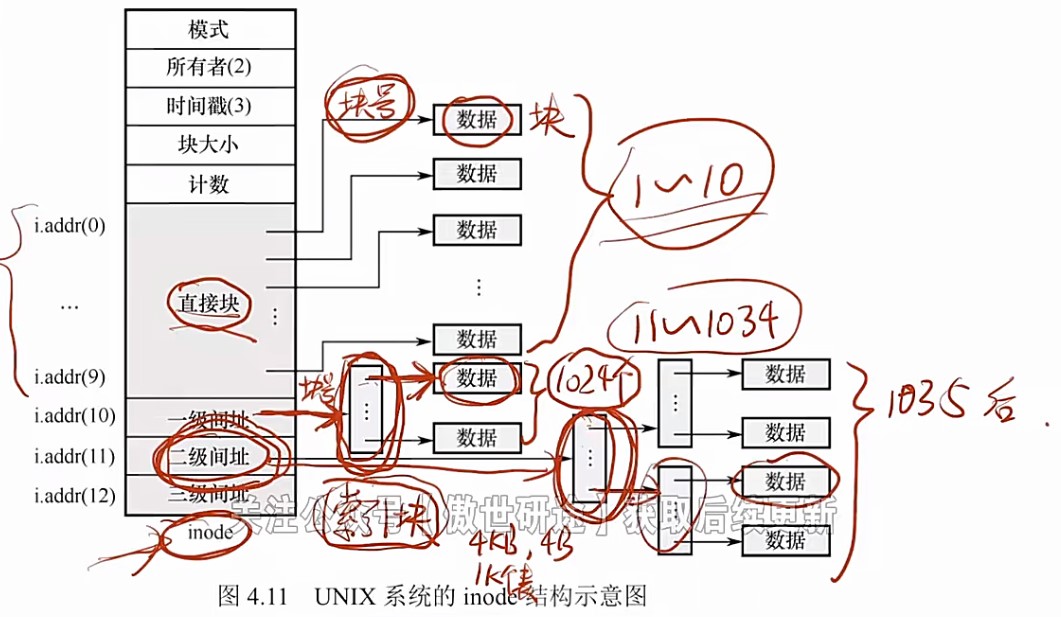 模式
所有者(2)
时间戳(3)
块大小
计数
块号
数据 块
数据
数据
1~10
i.addr(0)
...
直接块
i.addr(9)
数据
块号
数据
1024个
11~1034
数据
1035后
i.addr(10) 一级间址
数据
数据
i.addr(11) 二级间址
数据
i.addr(12) 三级间址
索引块
关注公众号【傲世研途】获取后续更新
数据
inode
4KB, 4B
1K个
图 4.11 UNIX 系统的 inode 结构示意图